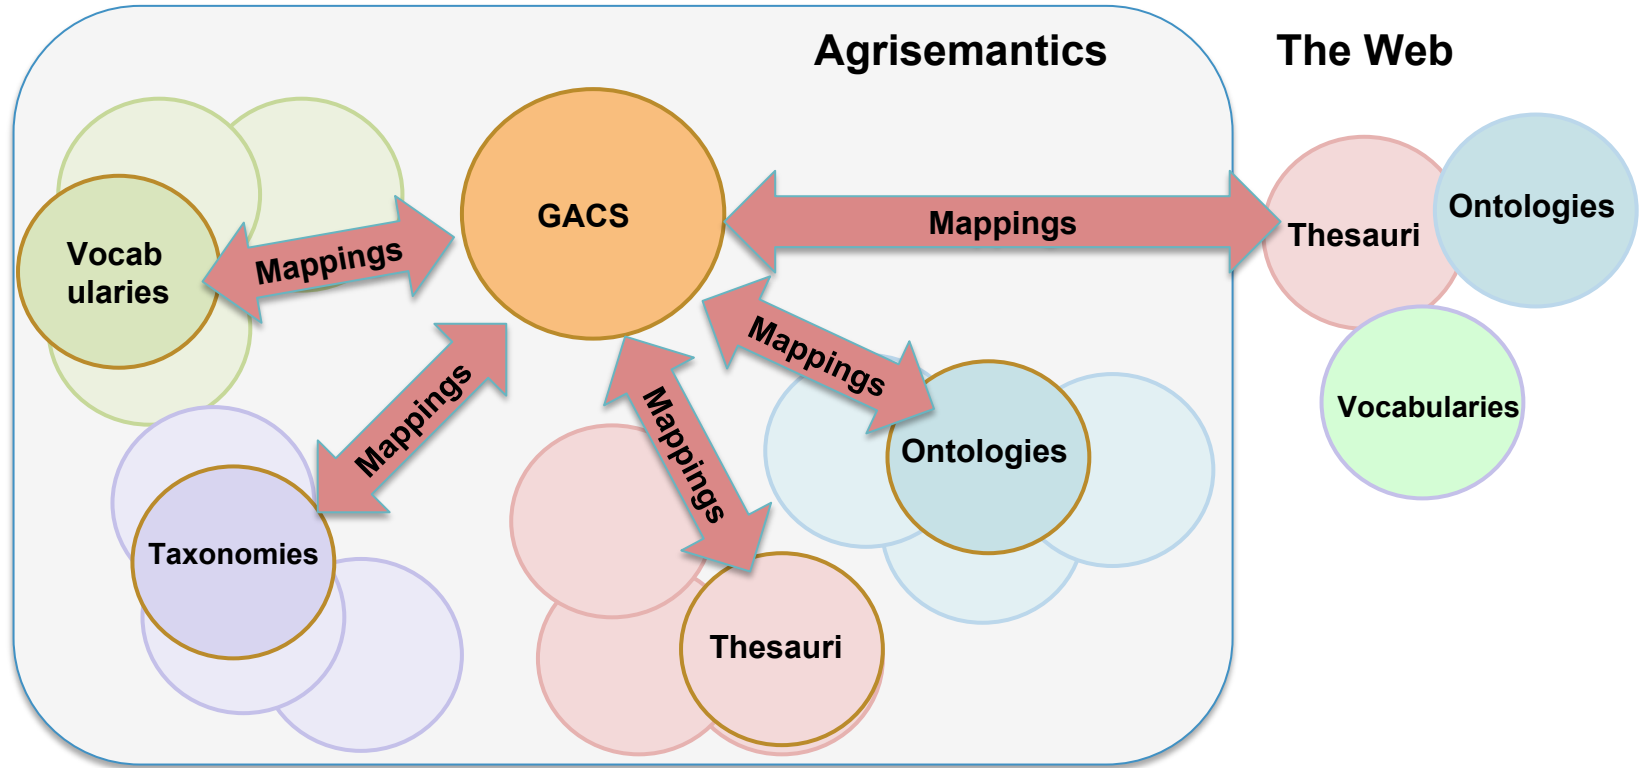 Agrisemantics
The Web
GACS
Mappings
Thesauri
Ontologies
Vocabularies
Vocab
ularies
Mappings
Mappings
Taxonomies
Mappings
Thesauri
Mappings
Ontologies